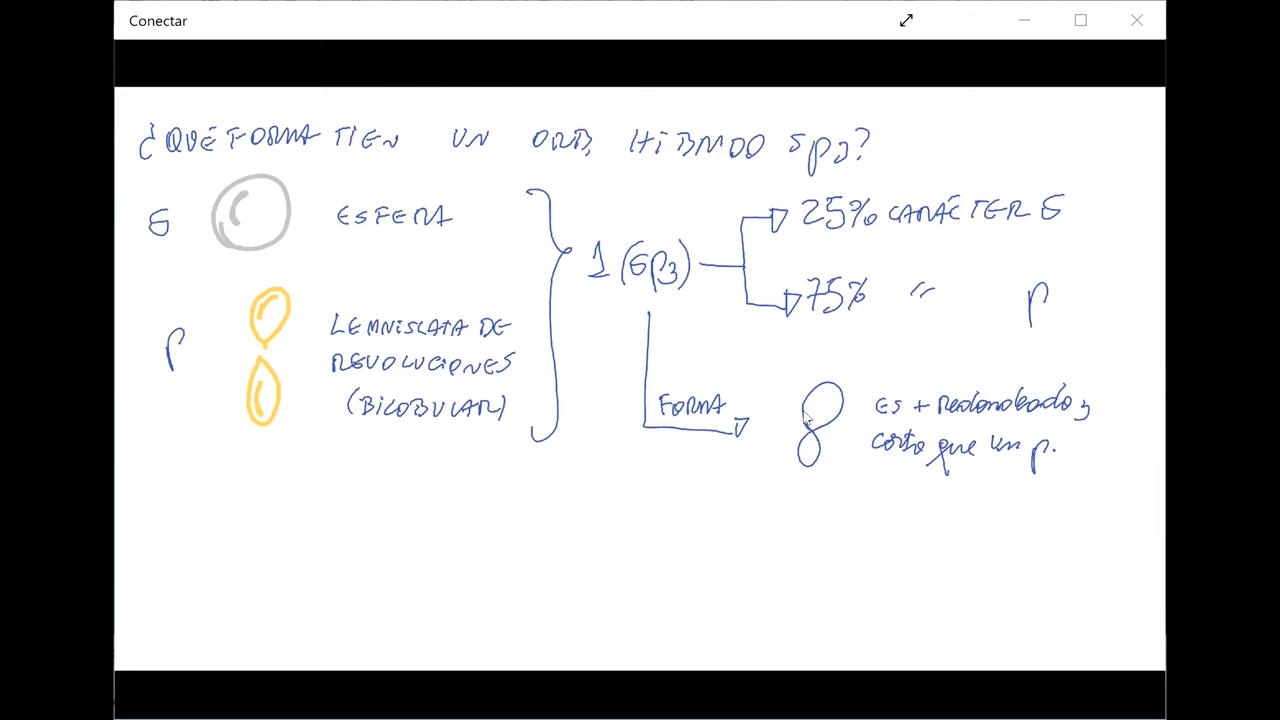 Conectar
¿QUÉ FORMA TIEN UN ORB. HIBRIDO sp3?
S ESFERA
1 (sp3)
25% CARÁCTER S
75% " p
p LEMNISCATA DE
REVOLUCIONES
(BILOBULAR)
FORMA
ES + Redondeado y
corto que un p.